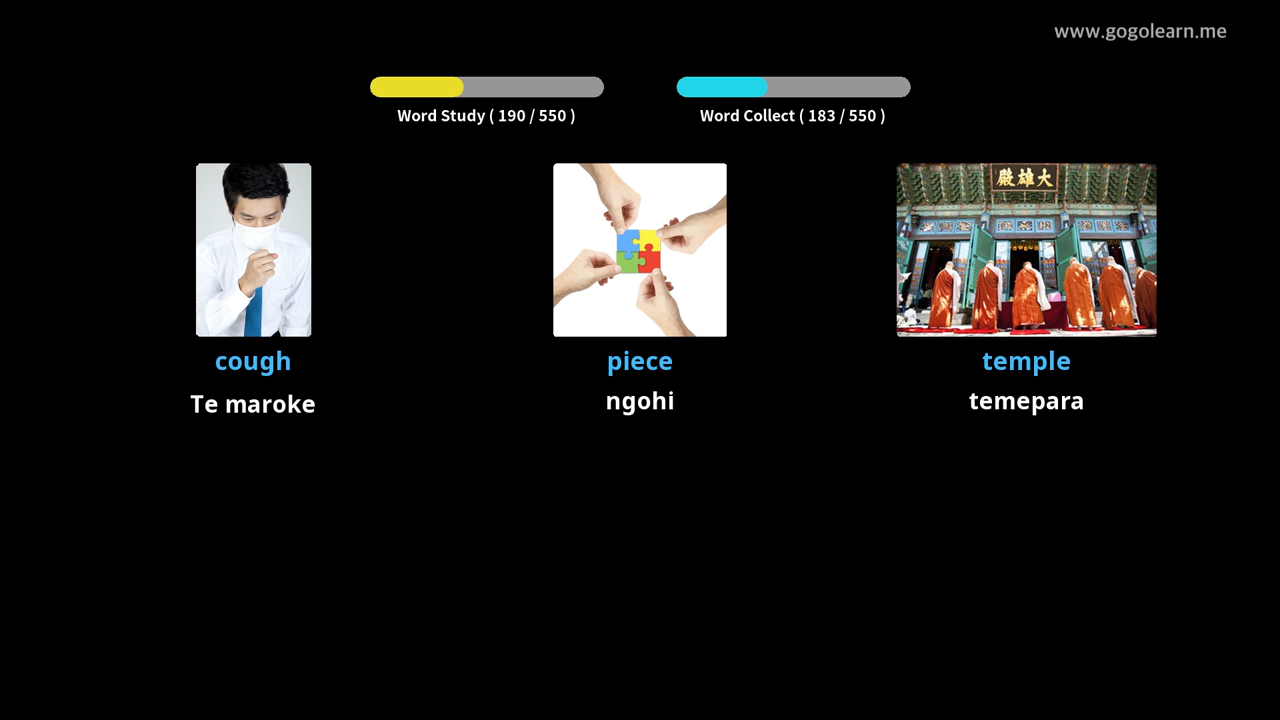 www.gogolearn.me
Word Study ( 190 / 550 )
Word Collect ( 183 / 550 )
殿雄大
cough
piece
temple
Te maroke
ngohi
temepara